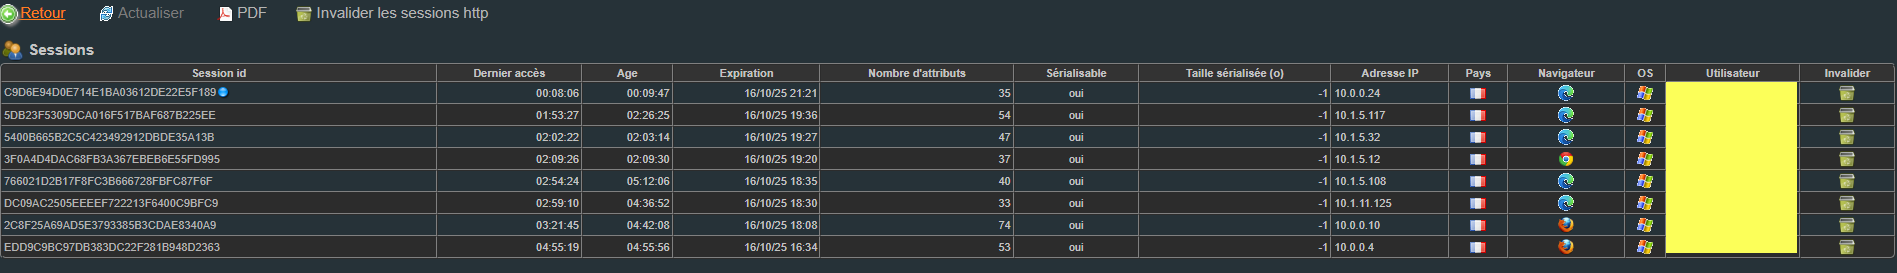 Retour Actualiser PDF Invalider les sessions http
Sessions
Session id Dernier accès Age Expiration Nombre d'attributs Sérialisable Taille sérialisée (o) Adresse IP Pays Navigateur OS Utilisateur Invalider
C9D6E94D0E714E1BA03612DE22E5F189 00:08:06 00:09:47 16/10/25 21:21 35 oui -1 10.0.0.24
5DB23F5309DCA016F517BAF687B225EE 01:53:27 02:26:25 16/10/25 19:36 54 oui -1 10.1.5.117
5400B665B2C5C423492912DBDE35A13B 02:02:22 02:03:14 16/10/25 19:27 47 oui -1 10.1.5.32
3F0A4D4DAC68FB3A367EBEB6E55FD995 02:09:26 02:09:30 16/10/25 19:20 37 oui -1 10.1.5.12
766021D2B17F8FC3B666728FBFC87F6F 02:54:24 05:12:06 16/10/25 18:35 40 oui -1 10.1.5.108
DC09AC2505EEEEF722213F6400C9BFC9 02:59:10 04:36:52 16/10/25 18:30 33 oui -1 10.1.11.125
2C8F25A69AD5E3793385B3CDAE8340A9 03:21:45 04:42:08 16/10/25 18:08 74 oui -1 10.0.0.10
EDD9C9BC97DB383DC22F281B948D2363 04:55:19 04:55:56 16/10/25 16:34 53 oui -1 10.0.0.4